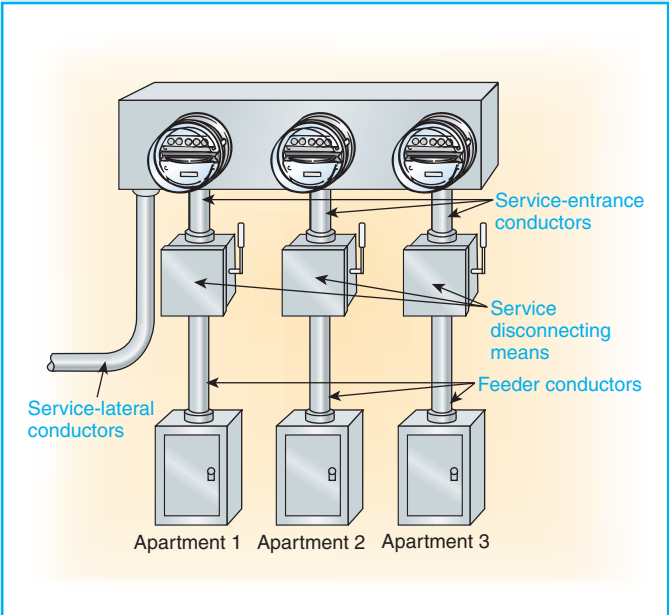 Service-entrance
conductors
Service
disconnecting
means
Feeder conductors
Service-lateral
conductors
Apartment 1 Apartment 2 Apartment 3